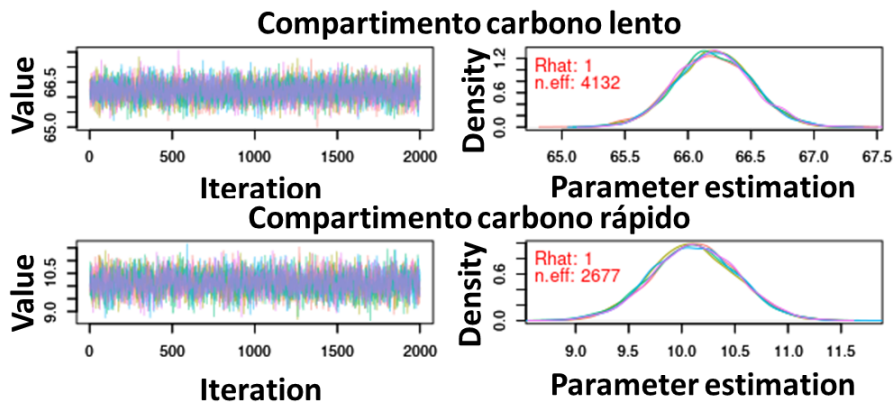 Compartimento carbono lento
Value
66.5
65.0
0 500 1000 1500 2000
Iteration
Density
1.2
0.6
0.0
Rhat: 1
n.eff: 4132
65.0 65.5 66.0 66.5 67.0 67.5
Parameter estimation
Compartimento carbono rápido
Value
10.5
9.0
0 500 1000 1500 2000
Iteration
Density
0.6
0.0
Rhat: 1
n.eff: 2677
9.0 9.5 10.0 10.5 11.0 11.5
Parameter estimation